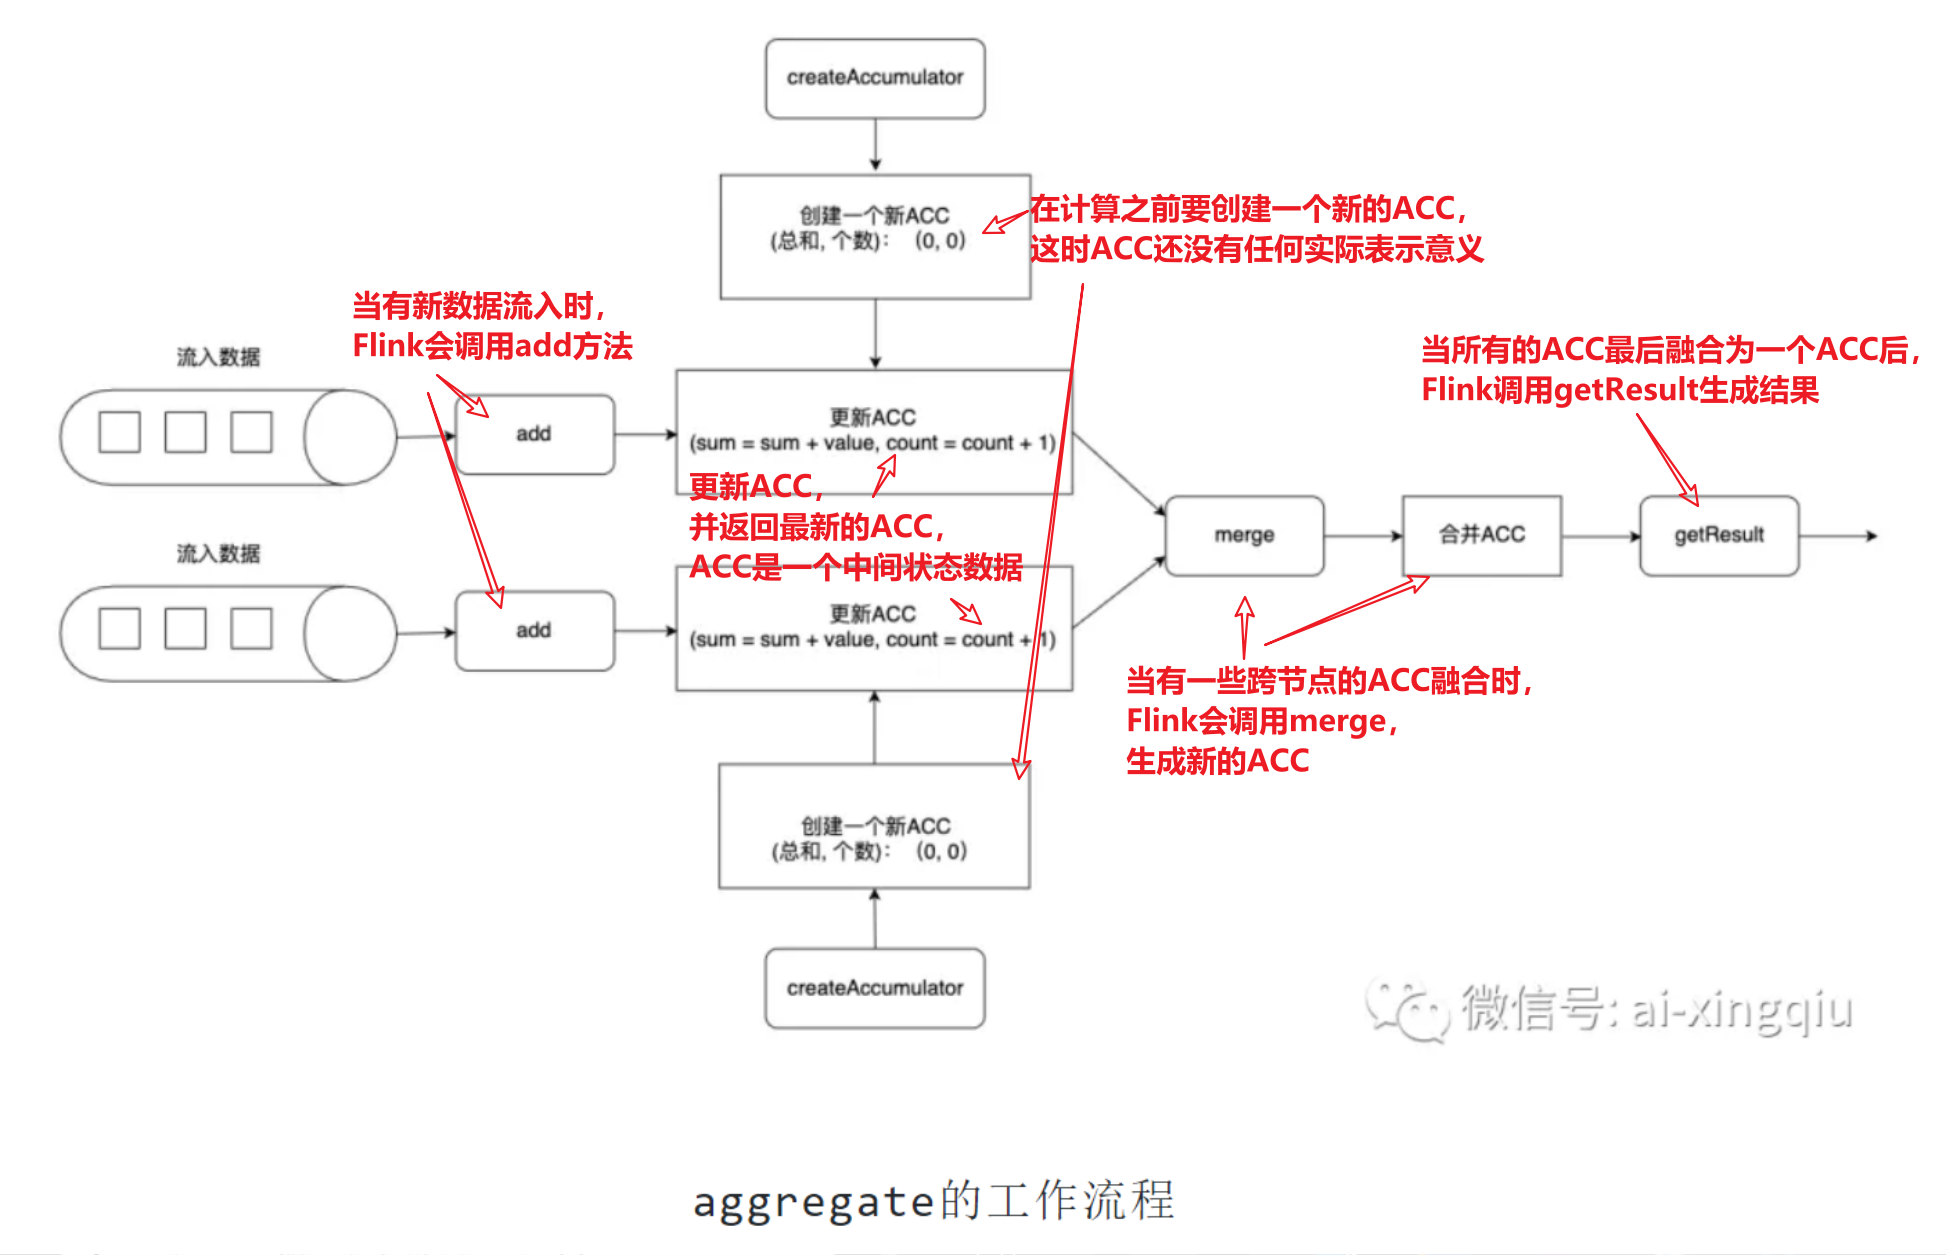 createAccumulator
创建一个新ACC
(总和, 个数)： （0, 0）
在计算之前要创建一个新的ACC，
这时ACC还没有任何实际表示意义
当有新数据流入时，
Flink会调用add方法
流入数据
add
更新ACC
(sum = sum + value, count = count + 1)
更新ACC，
并返回最新的ACC，
ACC是一个中间状态数据
当所有的ACC最后融合为一个ACC后，
Flink调用getResult生成结果
流入数据
add
更新ACC
(sum = sum + value, count = count + 1)
merge
合并ACC
getResult
当有一些跨节点的ACC融合时，
Flink会调用merge，
生成新的ACC
创建一个新ACC
(总和, 个数)： （0, 0）
createAccumulator
微信号: ai-xingqiu
aggregate的工作流程